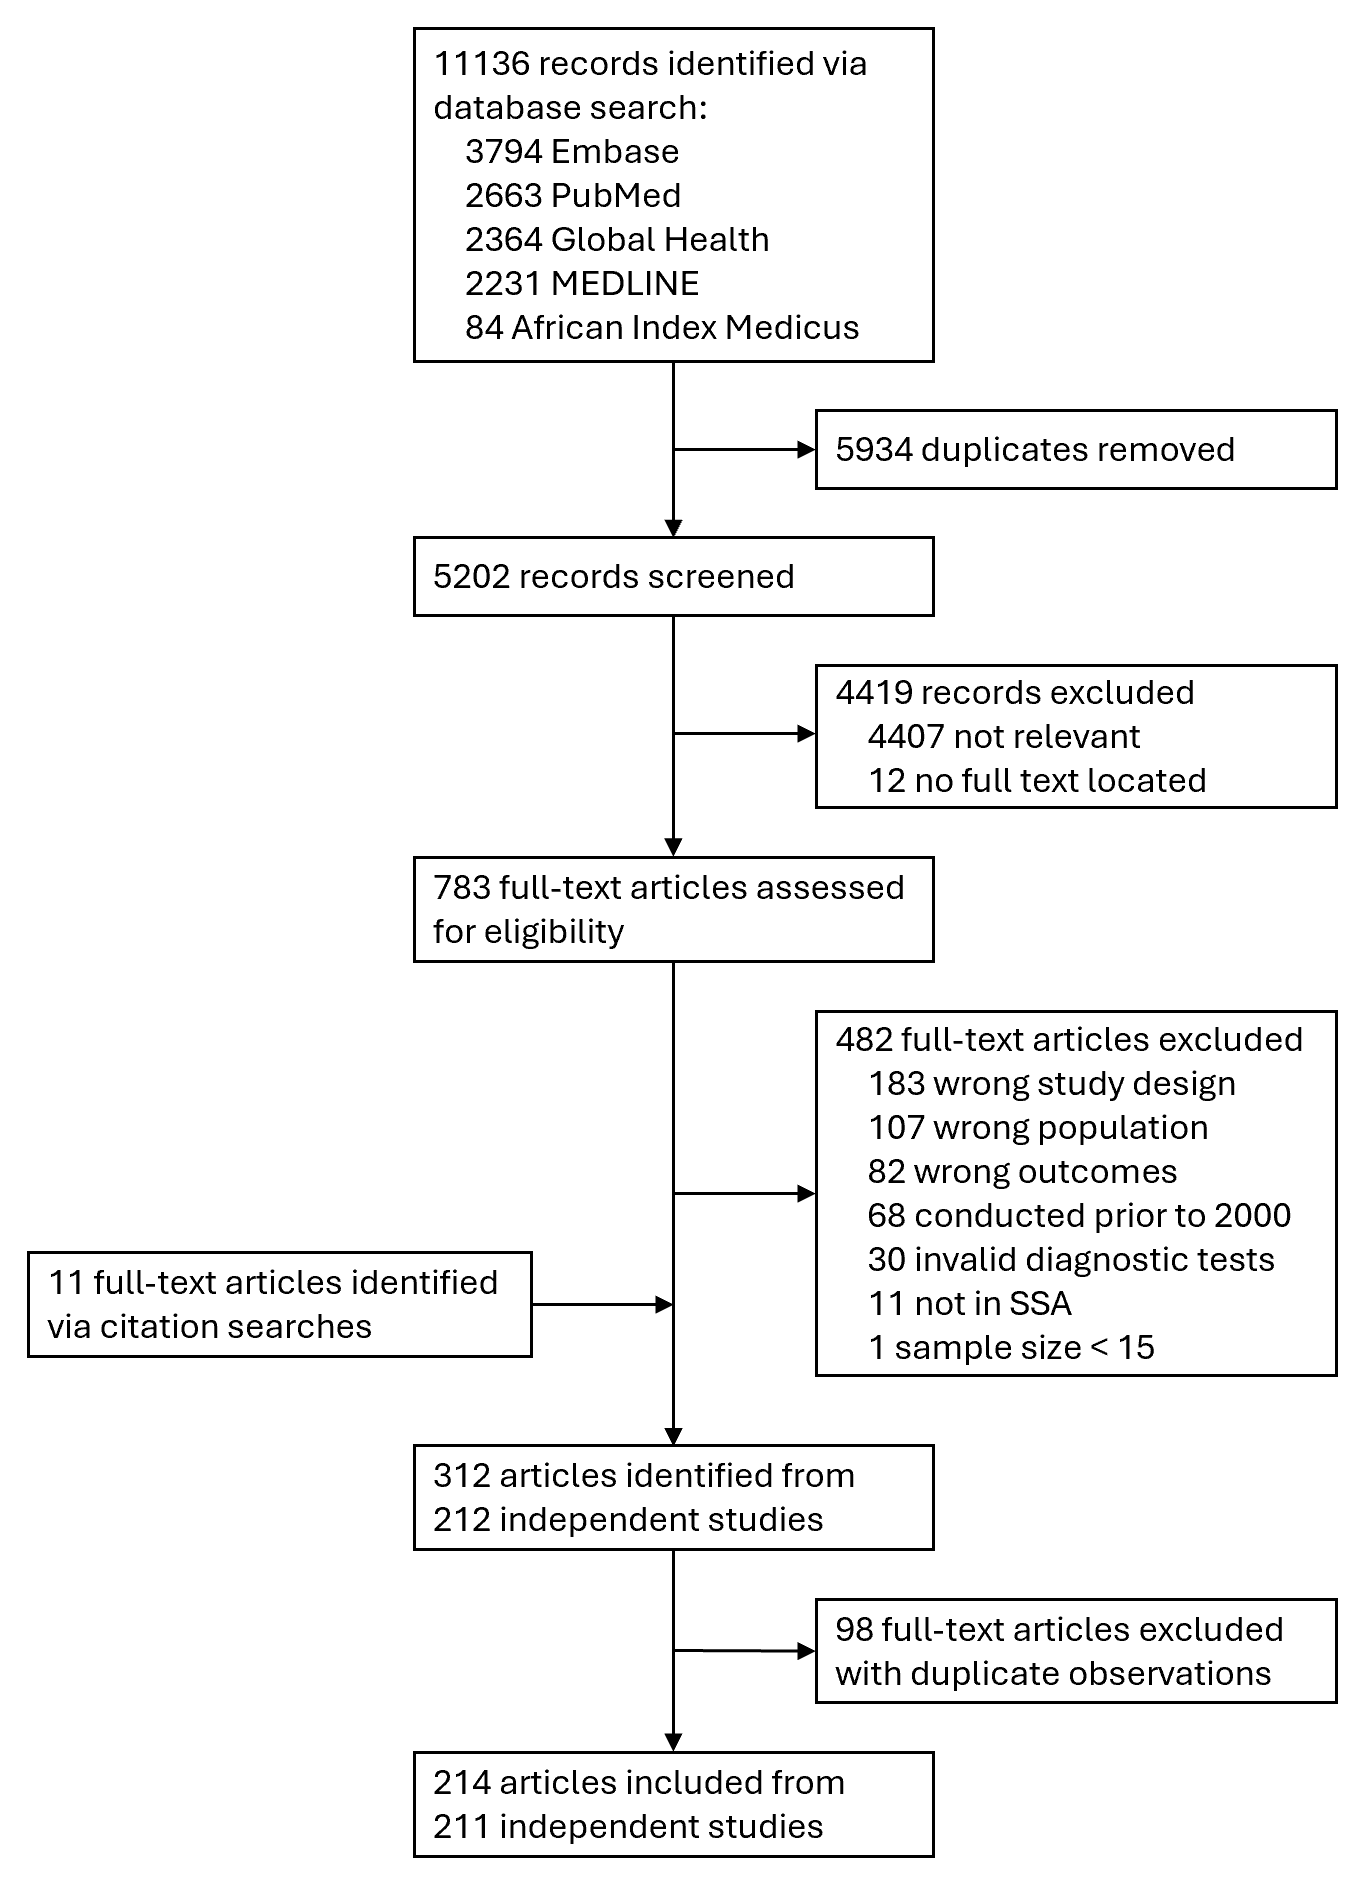 11136 records identified via
database search:
3794 Embase
2663 PubMed
2364 Global Health
2231 MEDLINE
84 African Index Medicus
5934 duplicates removed
5202 records screened
4419 records excluded
4407 not relevant
12 no full text located
783 full-text articles assessed
for eligibility
482 full-text articles excluded
183 wrong study design
107 wrong population
82 wrong outcomes
68 conducted prior to 2000
30 invalid diagnostic tests
11 not in SSA
1 sample size < 15
11 full-text articles identified
via citation searches
312 articles identified from
212 independent studies
98 full-text articles excluded
with duplicate observations
214 articles included from
211 independent studies